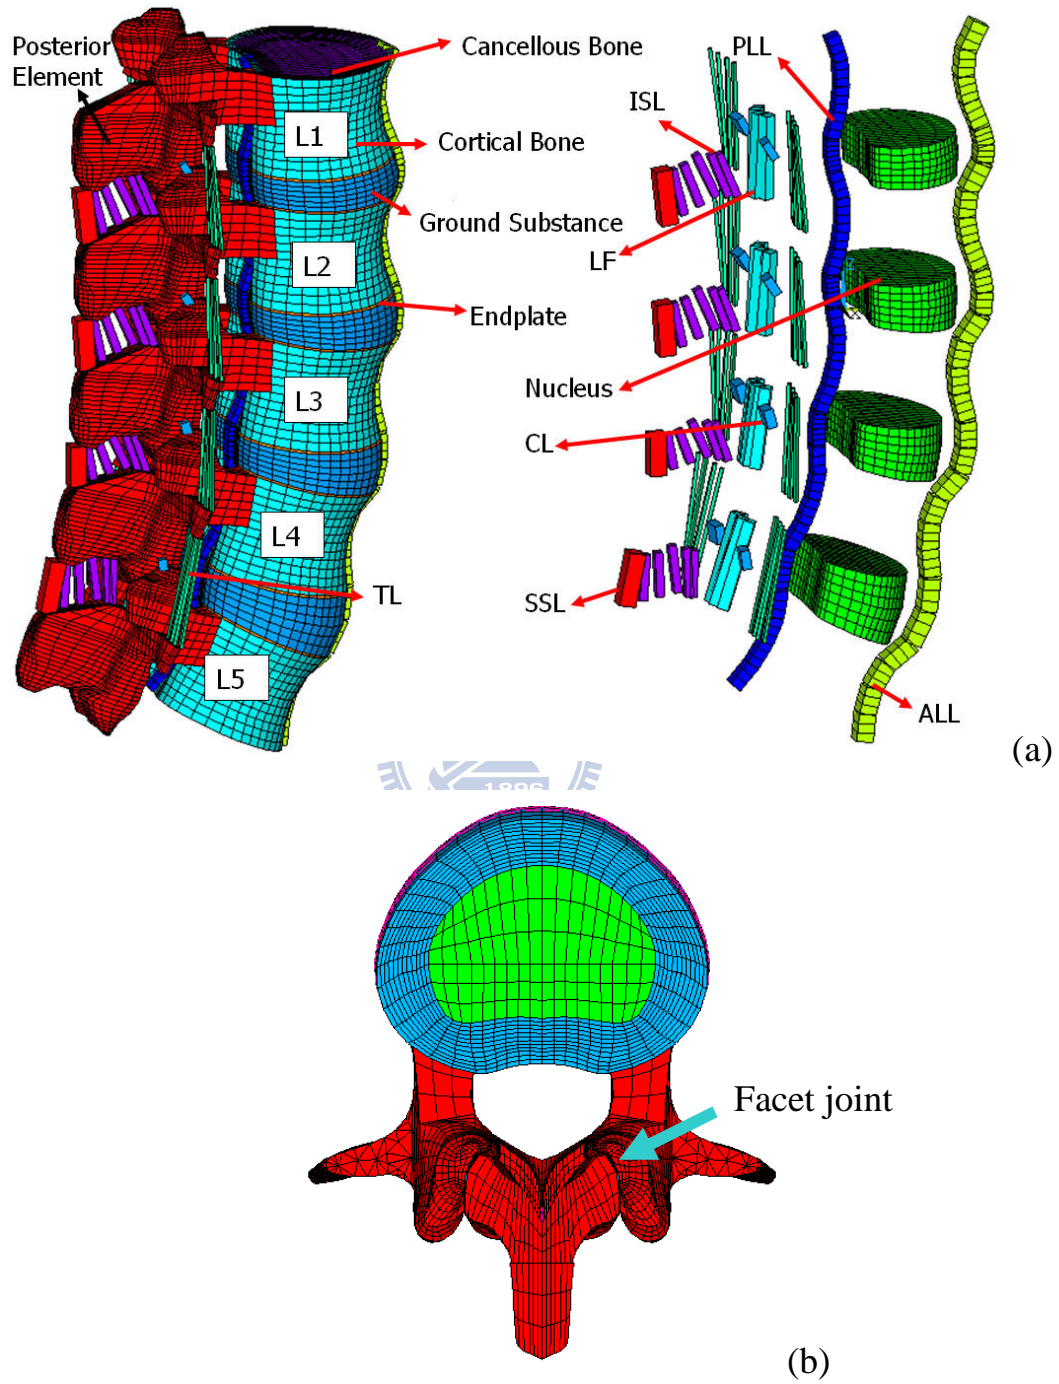 Posterior
Element
Cancellous Bone
L1
Cortical Bone
Ground Substance
L2
Endplate
L3
L4
TL
L5
PLL
ISL
LF
Nucleus
CL
SSL
ALL
(a)
1896
Facet joint
(b)